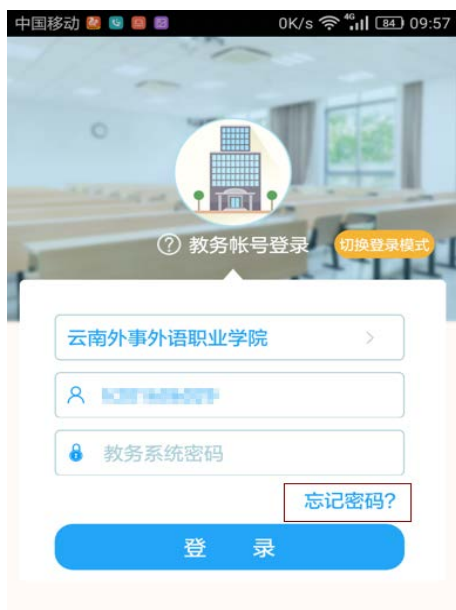 中国移动 0K/s 4G 84 09:57
教务帐号登录 切换登录模式
云南外事外语职业学院
教务系统密码
忘记密码?
登 录